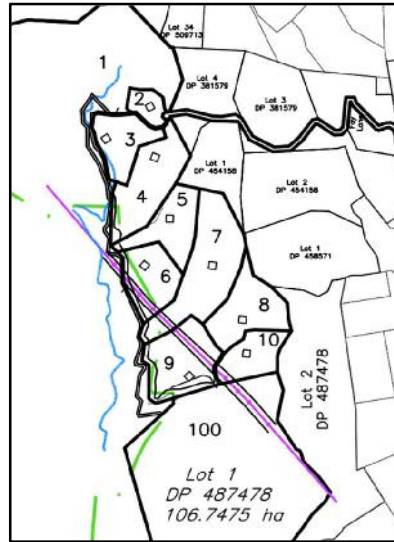 Lot 34
DP 509713
1
Lot 4
DP 381579
2
Lot 3
DP 381579
3
Fay
Lane
Lot 1
DP 454158
4
5
Lot 2
DP 454158
7
Lot 1
DP 458571
6
8
10
9
Lot 2
DP 487478
100
Lot 1
DP 487478
106.7475 ha